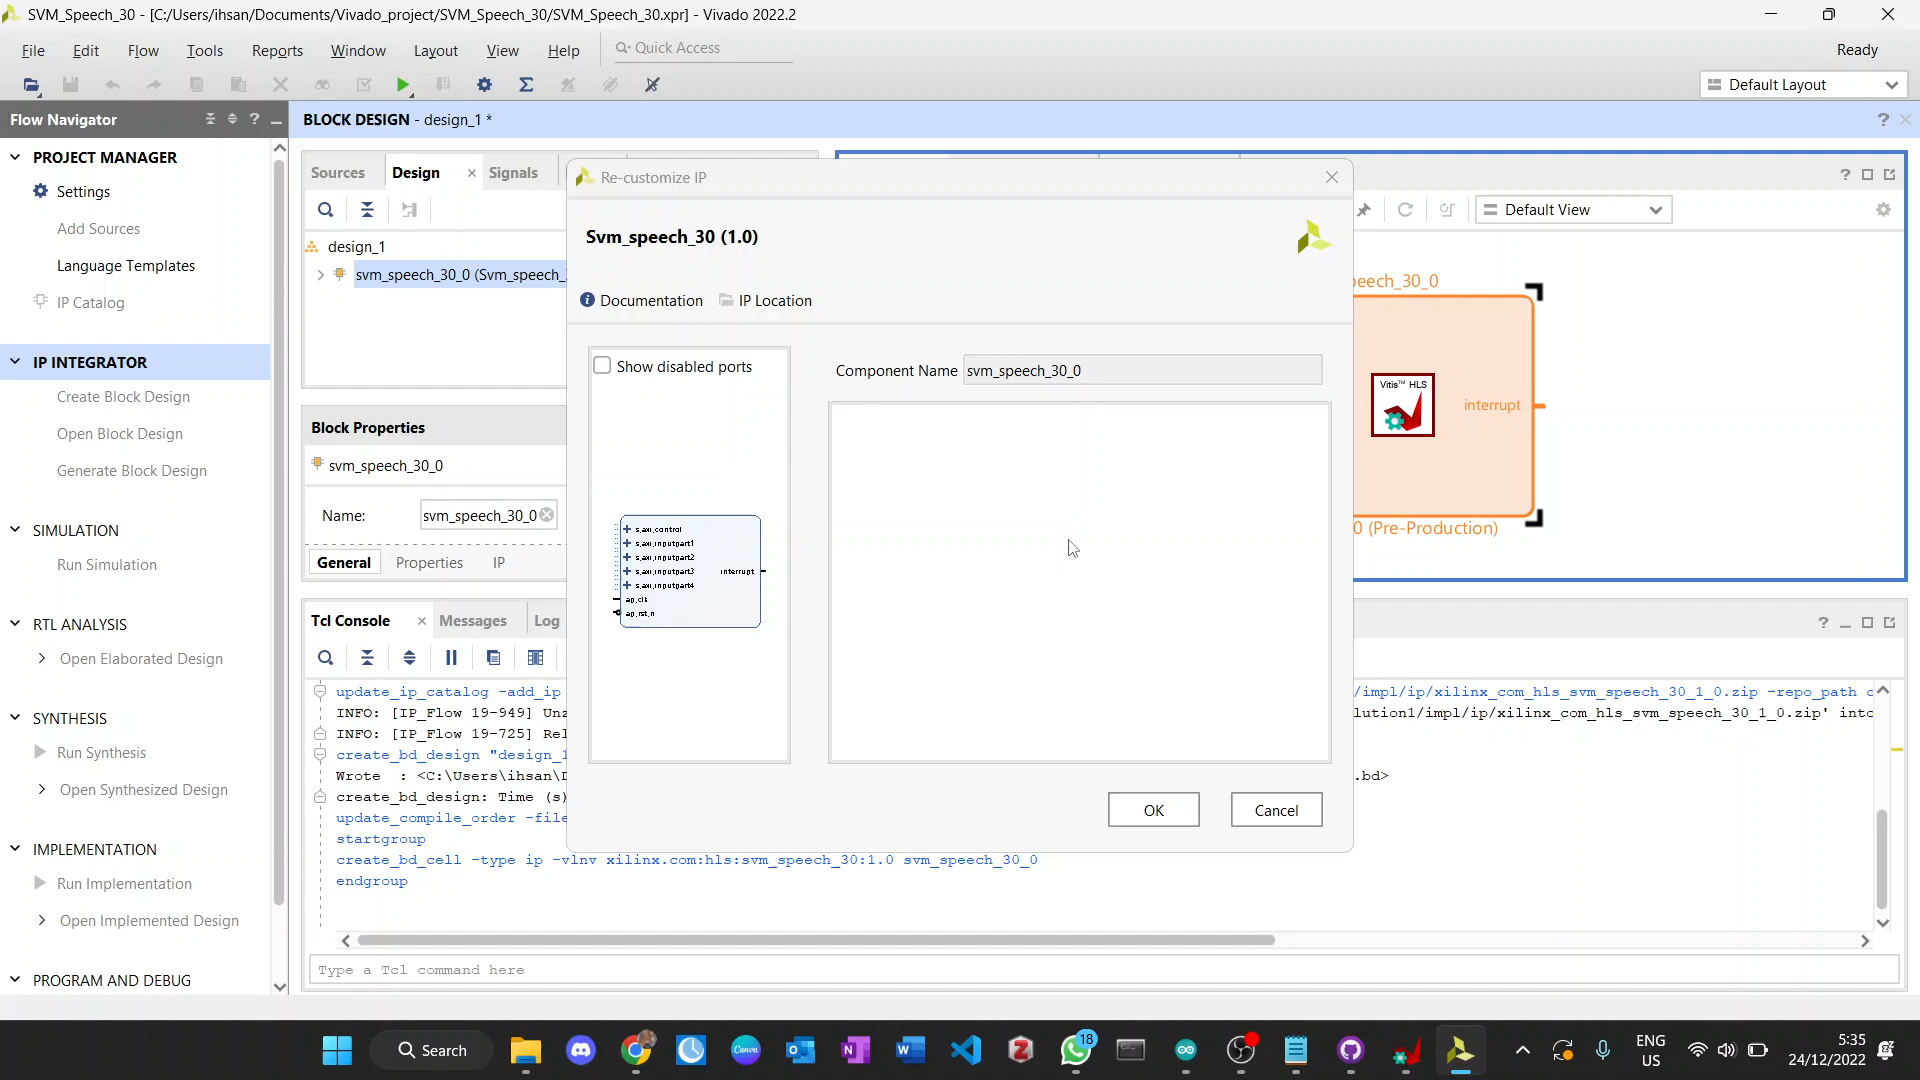 SVM_Speech_30 - [C:/Users/ihsan/Documents/Vivado_project/SVM_Speech_30/SVM_Speech_30.xpr] - Vivado 2022.2
File Edit Flow Tools Reports Window Layout View Help Quick Access
Ready
Default Layout
Flow Navigator
BLOCK DESIGN - design_1 *
PROJECT MANAGER
Settings
Add Sources
Language Templates
IP Catalog
IP INTEGRATOR
Create Block Design
Open Block Design
Generate Block Design
SIMULATION
Run Simulation
RTL ANALYSIS
Open Elaborated Design
SYNTHESIS
Run Synthesis
Open Synthesized Design
IMPLEMENTATION
Run Implementation
Open Implemented Design
PROGRAM AND DEBUG
Sources Design Signals
design_1
svm_speech_30_0 (Svm_speech_
Block Properties
svm_speech_30_0
Name: svm_speech_30_0
General Properties IP
Re-customize IP
Svm_speech_30 (1.0)
Documentation IP Location
Show disabled ports
Component Name svm_speech_30_0
s_axi_control
s_axi_inputpart1
s_axi_inputpart2
s_axi_inputpart3
s_axi_inputpart4
ap_clk
ap_rst_n
interrupt
OK Cancel
Default View
peech_30_0
Vitis™ HLS
interrupt
0 (Pre-Production)
Tcl Console Messages Log
update_ip_catalog -add_ip
/impl/ip/xilinx_com_hls_svm_speech_30_1_0.zip -repo_path c
INFO: [IP_Flow 19-949] Unz
lution1/impl/ip/xilinx_com_hls_svm_speech_30_1_0.zip' into
INFO: [IP_Flow 19-725] Rel
create_bd_design "design_1
Wrote : <C:\Users\ihsan\D
.bd>
create_bd_design: Time (s)
update_compile_order -file
startgroup
create_bd_cell -type ip -vlnv xilinx.com:hls:svm_speech_30:1.0 svm_speech_30_0
endgroup
Type a Tcl command here
Search
Canva
18
ENG
US
5:35
24/12/2022